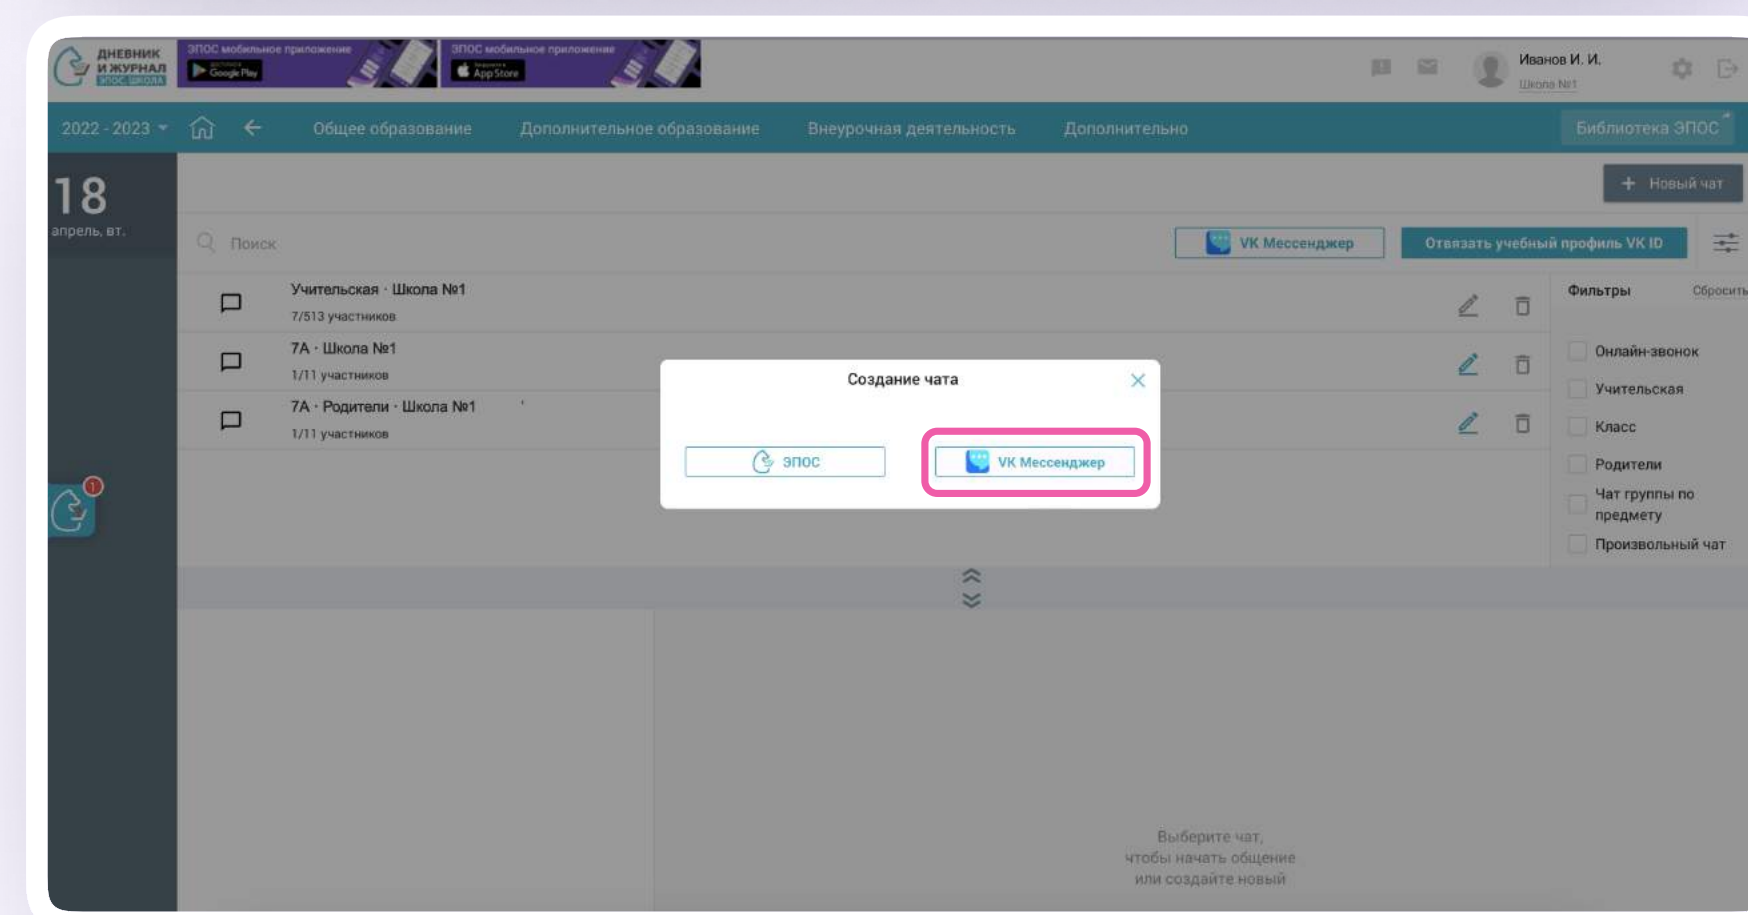 ДНЕВНИК
И ЖУРНАЛ
ЭПОС.ШКОЛА
ЭПОС мобильное приложение
Google Play
ЭПОС мобильное приложение
App Store
Иванов И. И.
Школа №1
2022 - 2023
Общее образование
Дополнительное образование
Внеурочная деятельность
Дополнительно
Библиотека ЭПОС
18
апрель, вт.
+ Новый чат
Поиск
VK Мессенджер
Отвязать учебный профиль VK ID
Учительская · Школа №1
7/513 участников
7А · Школа №1
1/11 участников
7А · Родители · Школа №1
1/11 участников
Фильтры
Сбросить
Онлайн-звонок
Учительская
Класс
Родители
Чат группы по
предмету
Произвольный чат
Создание чата
ЭПОС
VK Мессенджер
1
Выберите чат,
чтобы начать общение
или создайте новый